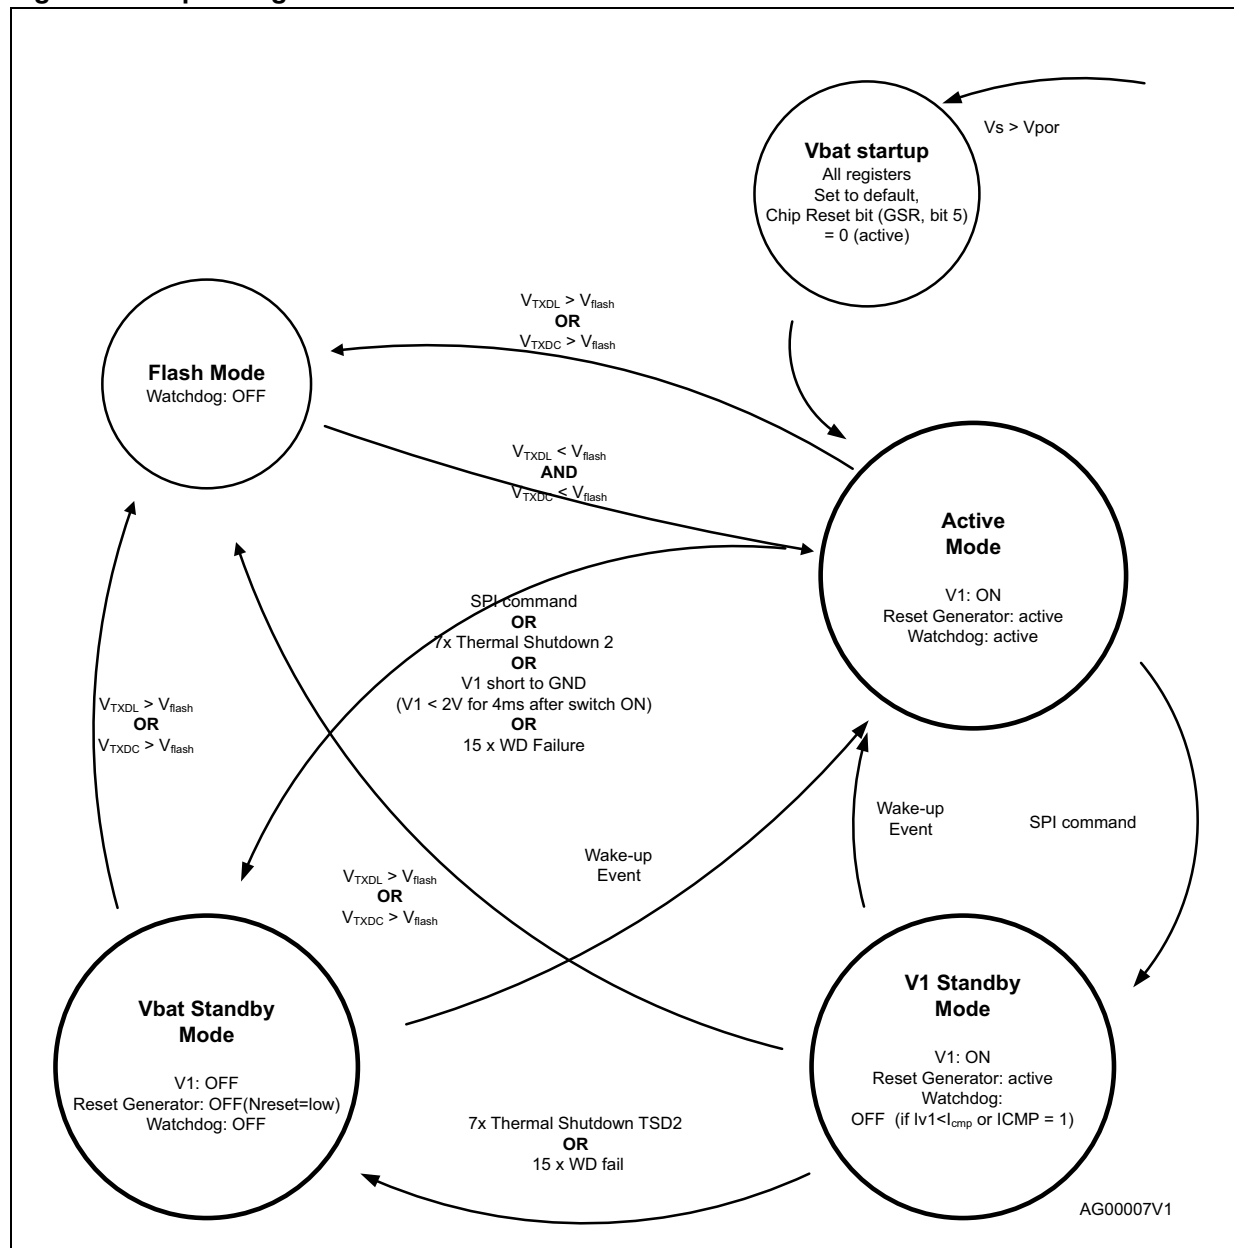 Vs > Vpor
Vbat startup
All registers
Set to default,
Chip Reset bit (GSR, bit 5)
= 0 (active)
VTXDL > Vflash
OR
VTXDC > Vflash
Flash Mode
Watchdog: OFF
VTXDL < Vflash
AND
VTXDC < Vflash
Active
Mode
V1: ON
Reset Generator: active
Watchdog: active
SPI command
OR
7x Thermal Shutdown 2
OR
V1 short to GND
(V1 < 2V for 4ms after switch ON)
OR
15 x WD Failure
VTXDL > Vflash
OR
VTXDC > Vflash
Wake-up
Event
SPI command
Wake-up
Event
VTXDL > Vflash
OR
VTXDC > Vflash
Vbat Standby
Mode
V1: OFF
Reset Generator: OFF(Nreset=low)
Watchdog: OFF
V1 Standby
Mode
V1: ON
Reset Generator: active
Watchdog:
OFF (if Iv1<Icmp or ICMP = 1)
7x Thermal Shutdown TSD2
OR
15 x WD fail
AG00007V1